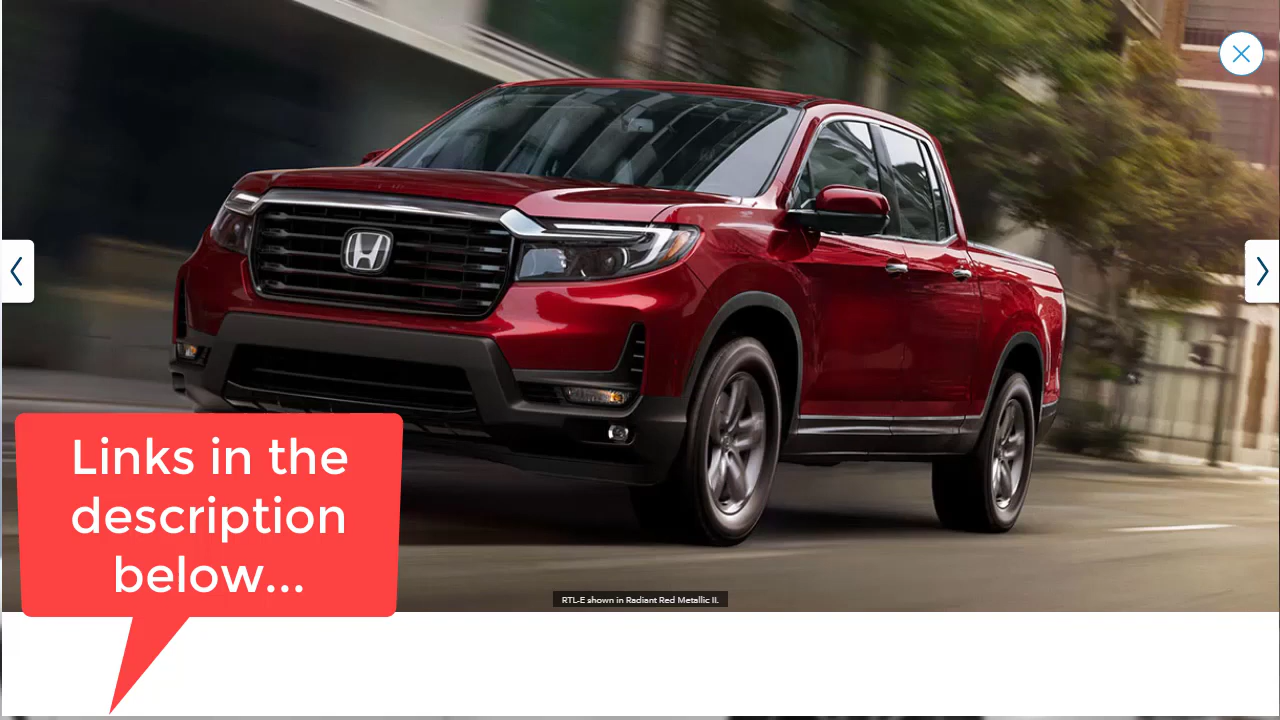 Links in the
description
below...
RTL-E shown in Radiant Red Metallic II.